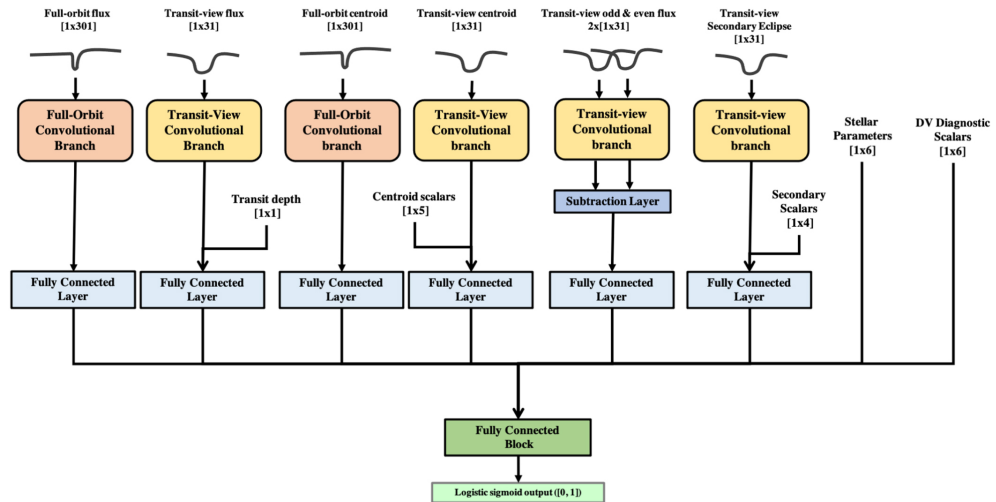 Full-orbit flux
[1x301]
Transit-view flux
[1x31]
Full-orbit centroid
[1x301]
Transit-view centroid
[1x31]
Transit-view odd & even flux
2x[1x31]
Transit-view
Secondary Eclipse
[1x31]
Full-Orbit
Convolutional
Branch
Transit-View
Convolutional
Branch
Full-Orbit
Convolutional
branch
Transit-View
Convolutional
branch
Transit-view
Convolutional
branch
Transit-view
Convolutional
branch
Stellar
Parameters
[1x6]
DV Diagnostic
Scalars
[1x6]
Transit depth
[1x1]
Centroid scalars
[1x5]
Subtraction Layer
Secondary
Scalars
[1x4]
Fully Connected
Layer
Fully Connected
Layer
Fully Connected
Layer
Fully Connected
Layer
Fully Connected
Layer
Fully Connected
Layer
Fully Connected
Block
Logistic sigmoid output ([0, 1])